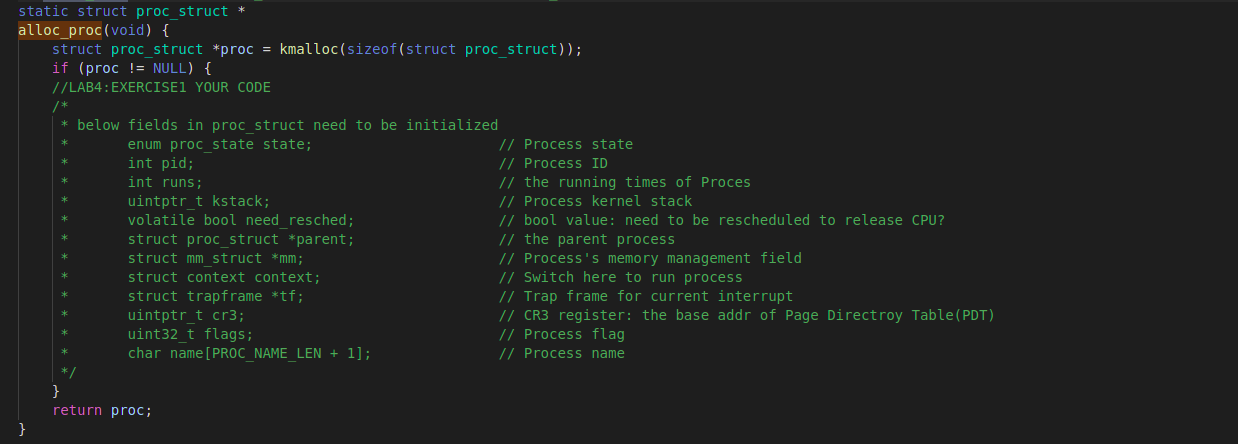 static struct proc_struct *
alloc_proc(void) {
    struct proc_struct *proc = kmalloc(sizeof(struct proc_struct));
    if (proc != NULL) {
    //LAB4:EXERCISE1 YOUR CODE
    /*
     * below fields in proc_struct need to be initialized
     *       enum proc_state state;                      // Process state
     *       int pid;                                    // Process ID
     *       int runs;                                   // the running times of Proces
     *       uintptr_t kstack;                           // Process kernel stack
     *       volatile bool need_resched;                 // bool value: need to be rescheduled to release CPU?
     *       struct proc_struct *parent;                 // the parent process
     *       struct mm_struct *mm;                       // Process's memory management field
     *       struct context context;                     // Switch here to run process
     *       struct trapframe *tf;                       // Trap frame for current interrupt
     *       uintptr_t cr3;                              // CR3 register: the base addr of Page Directroy Table(PDT)
     *       uint32_t flags;                             // Process flag
     *       char name[PROC_NAME_LEN + 1];               // Process name
     */
    }
    return proc;
}